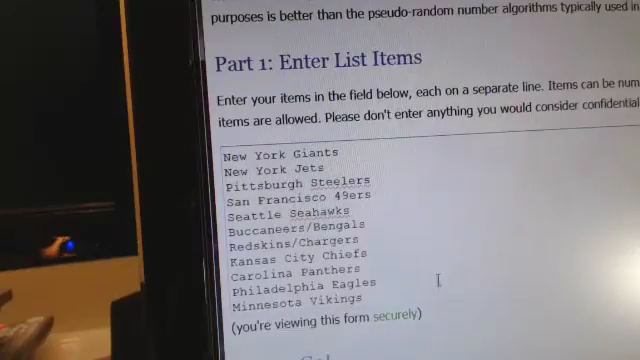 purposes is better than the pseudo-random number algorithms typically used in
Part 1: Enter List Items
Enter your items in the field below, each on a separate line. Items can be num
items are allowed. Please don't enter anything you would consider confidential
New York Giants
New York Jets
Pittsburgh Steelers
San Francisco 49ers
Seattle Seahawks
Buccaneers/Bengals
Redskins/Chargers
Kansas City Chiefs
Carolina Panthers
Philadelphia Eagles
Minnesota Vikings
(you're viewing this form securely)